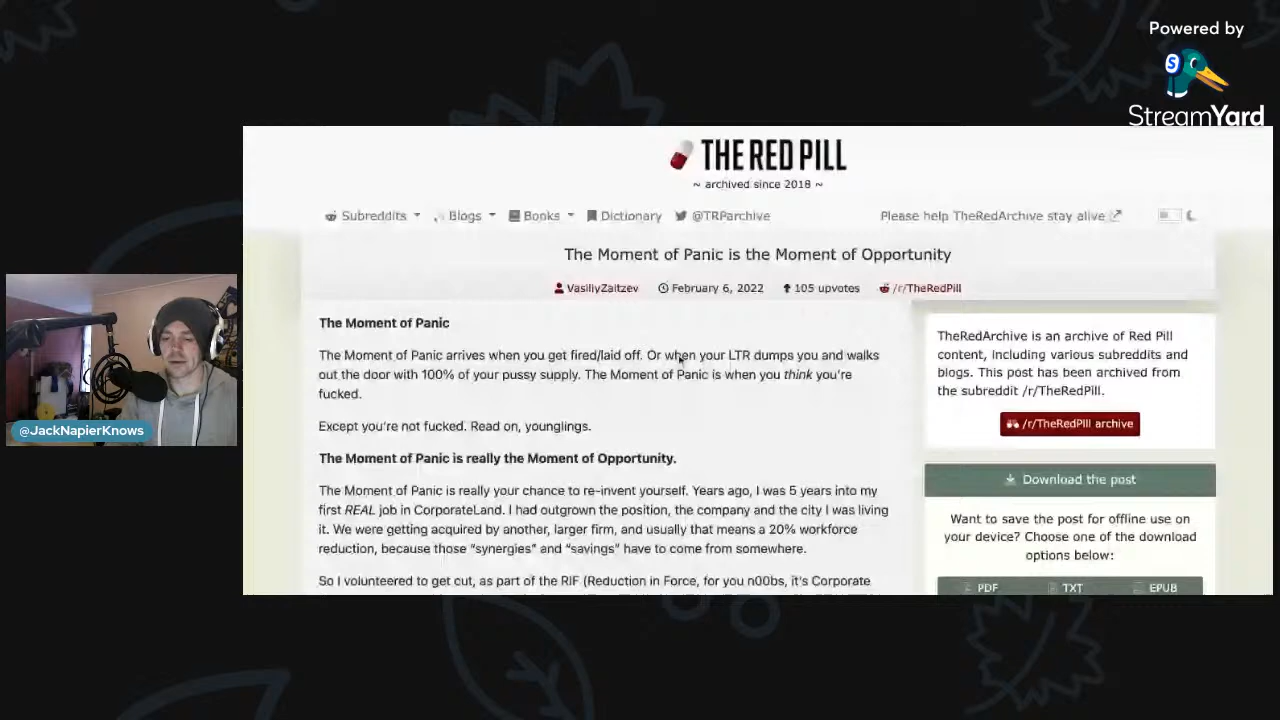 Powered by
S
StreamYard
THE RED PILL
~ archived since 2018 ~
Subreddits Blogs Books Dictionary @TRParchive Please help TheRedArchive stay alive
The Moment of Panic is the Moment of Opportunity
VasiliyZaitzev February 6, 2022 105 upvotes /r/TheRedPill
The Moment of Panic
The Moment of Panic arrives when you get fired/laid off. Or when your LTR dumps you and walks
out the door with 100% of your pussy supply. The Moment of Panic is when you think you're
fucked.
Except you're not fucked. Read on, younglings.
The Moment of Panic is really the Moment of Opportunity.
The Moment of Panic is really your chance to re-invent yourself. Years ago, I was 5 years into my
first REAL job in CorporateLand. I had outgrown the position, the company and the city I was living
it. We were getting acquired by another, larger firm, and usually that means a 20% workforce
reduction, because those “synergies” and “savings” have to come from somewhere.
So I volunteered to get cut, as part of the RIF (Reduction in Force, for you n00bs, it's Corporate
TheRedArchive is an archive of Red Pill
content, including various subreddits and
blogs. This post has been archived from
the subreddit /r/TheRedPill.
/r/TheRedPill archive
Download the post
Want to save the post for offline use on
your device? Choose one of the download
options below:
PDF TXT EPUB
@JackNapierKnows